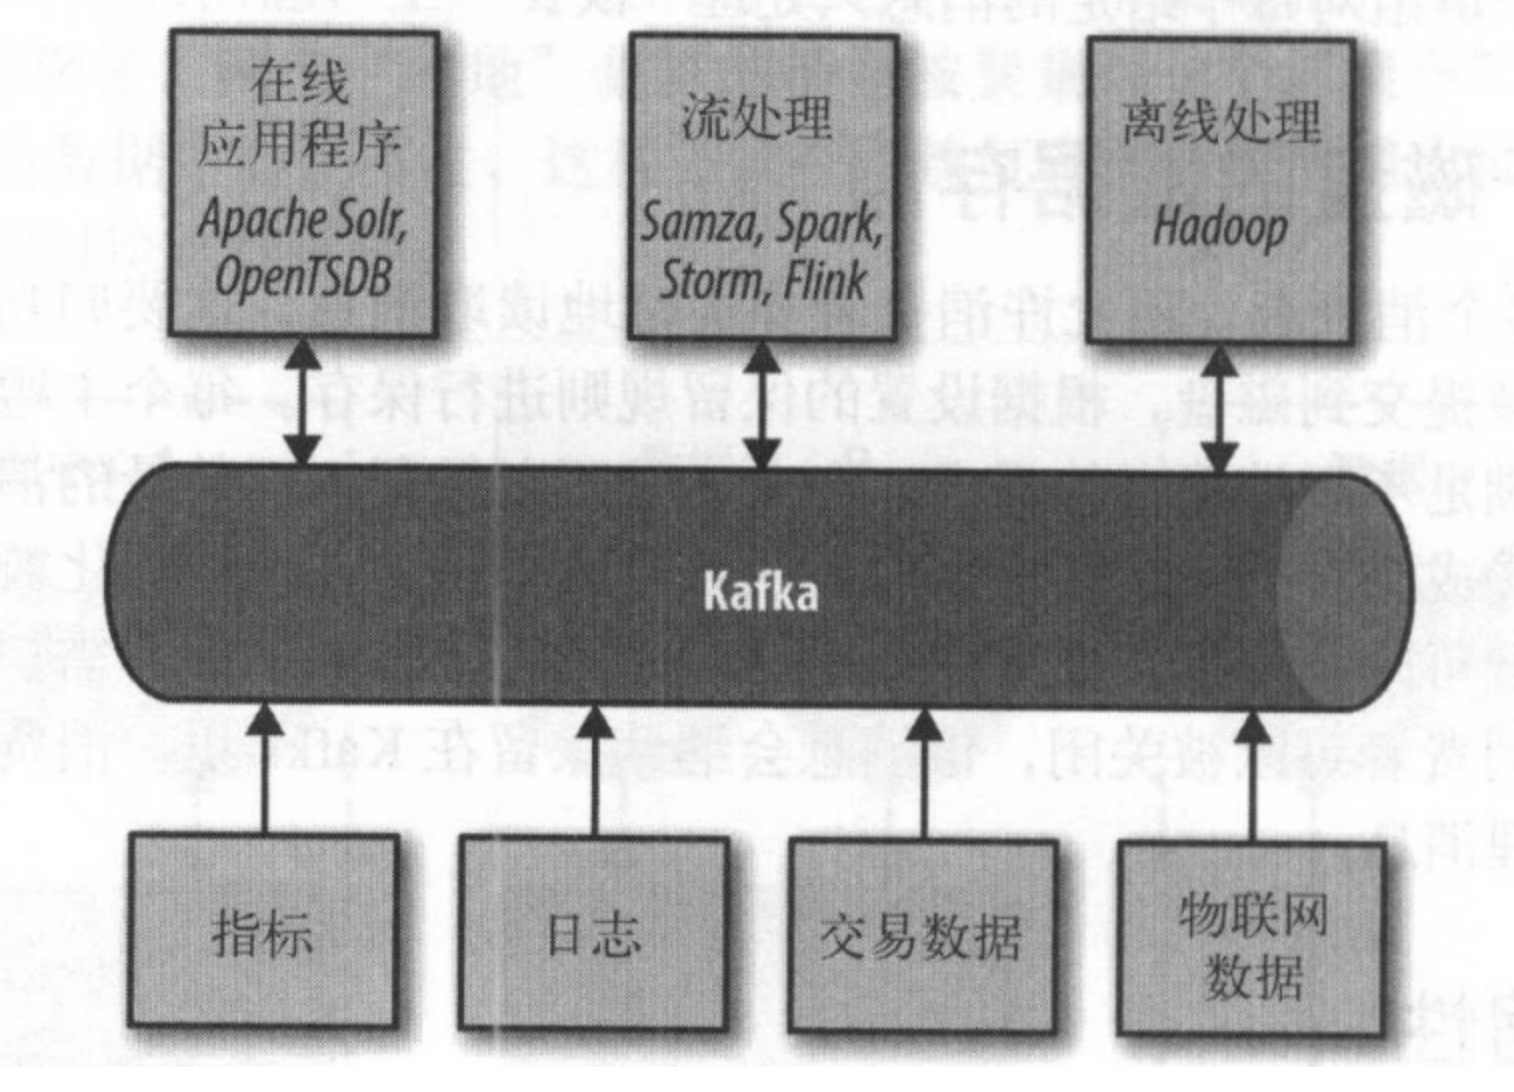 在线
应用程序
Apache Solr,
OpenTSDB
流处理
Samza, Spark,
Storm, Flink
离线处理
Hadoop
Kafka
指标
日志
交易数据
物联网
数据